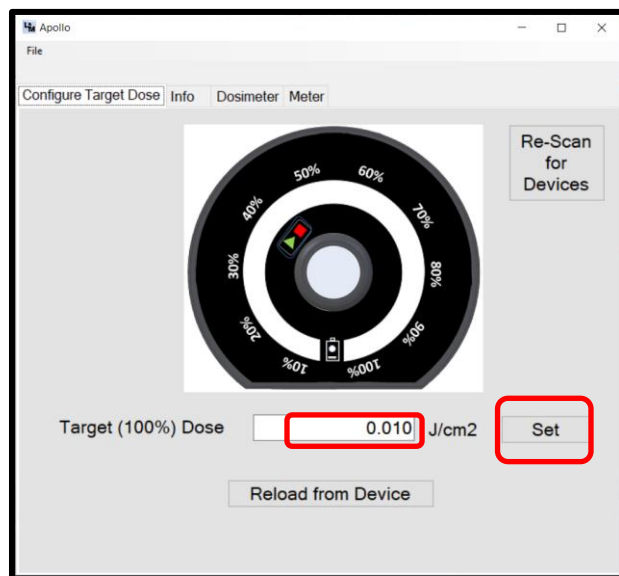 Apollo
File
Configure Target Dose Info Dosimeter Meter
Re-Scan
for
Devices
10%
20%
30%
40%
50%
60%
70%
80%
90%
100%
Target (100%) Dose 0.010 J/cm2 Set
Reload from Device